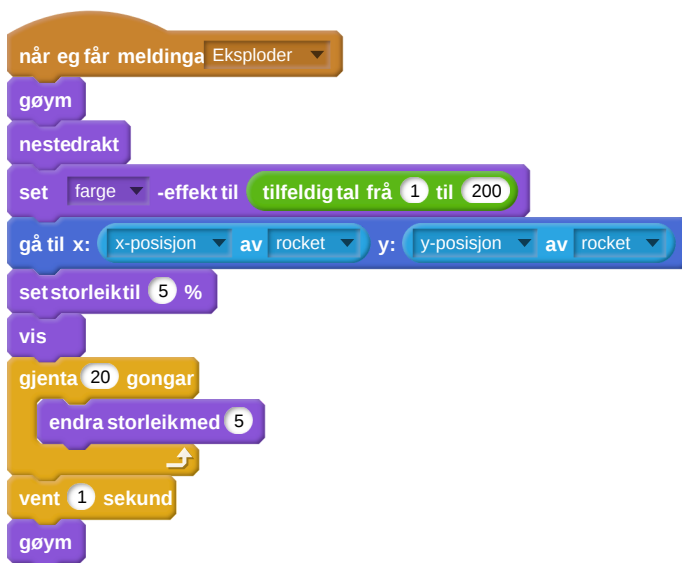 når eg får meldinga Eksploder
gøym
neste drakt
set farge -effekt til tilfeldig tal frå 1 til 200
gå til x: x-posisjon av rocket y: y-posisjon av rocket
set storleik til 5 %
vis
gjenta 20 gongar
endra storleik med 5
vent 1 sekund
gøym